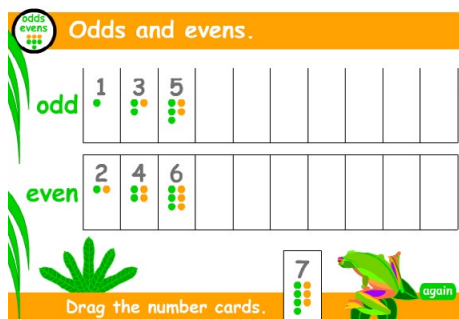 odds
evens
Odds and evens.
odd
1 3 5
even
2 4 6
7
again
Drag the number cards.